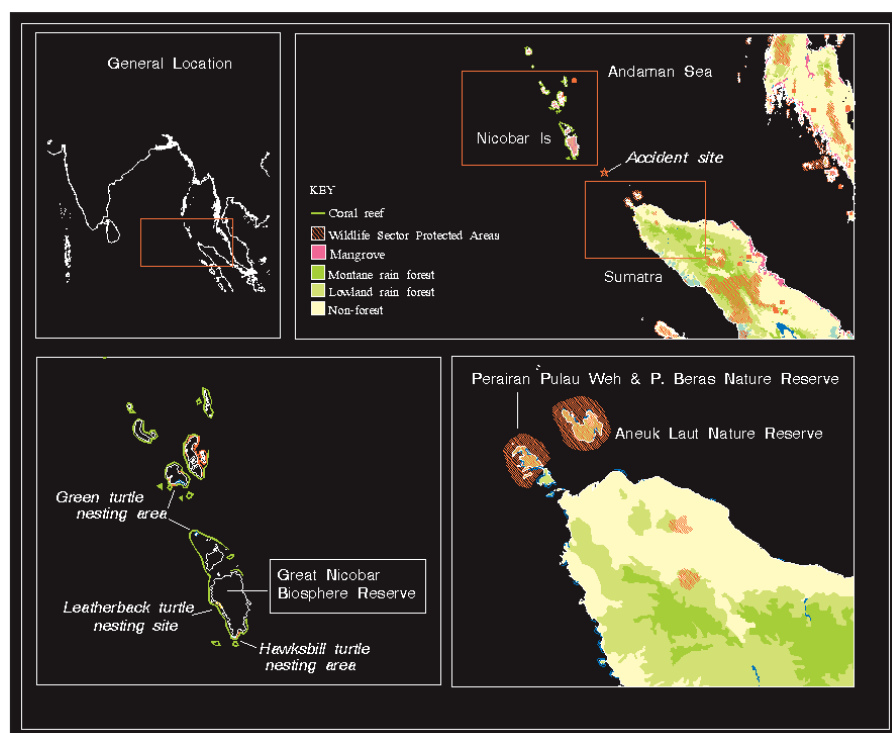 General Location
Andaman Sea
Nicobar Is
Accident site
KEY
Coral reef
Wildlife Sector Protected Areas
Mangrove
Montane rain forest
Lowland rain forest
Non-forest
Sumatra
Green turtle
nesting area
Great Nicobar
Biosphere Reserve
Leatherback turtle
nesting site
Hawksbill turtle
nesting area
Perairan Pulau Weh & P. Beras Nature Reserve
Aneuk Laut Nature Reserve